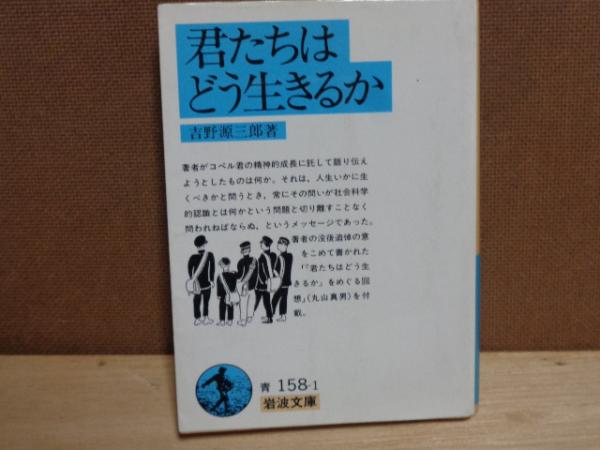 君たちは
どう生きるか
吉野源三郎著
著者がコペル君の精神的成長に託して語り伝え
ようとしたものは何か。それは、人生いかに生
くべきかと問うとき、常にその問いが社会科学
的認識とは何かという問題と切り離すことなく
問われねばならぬ、というメッセージであった。
著者の没後追悼の意
をこめて書かれた
「『君たちはどう生
きるか』をめぐる回
想」(丸山真男)を付
載。
青 158-1
岩波文庫